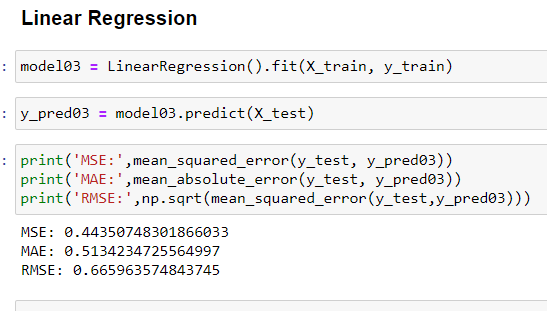 Linear Regression
: model03 = LinearRegression().fit(X_train, y_train)
: y_pred03 = model03.predict(X_test)
: print('MSE:',mean_squared_error(y_test, y_pred03))
print('MAE:',mean_absolute_error(y_test, y_pred03))
print('RMSE:',np.sqrt(mean_squared_error(y_test,y_pred03)))
MSE: 0.44350748301866033
MAE: 0.5134234725564997
RMSE: 0.665963574843745